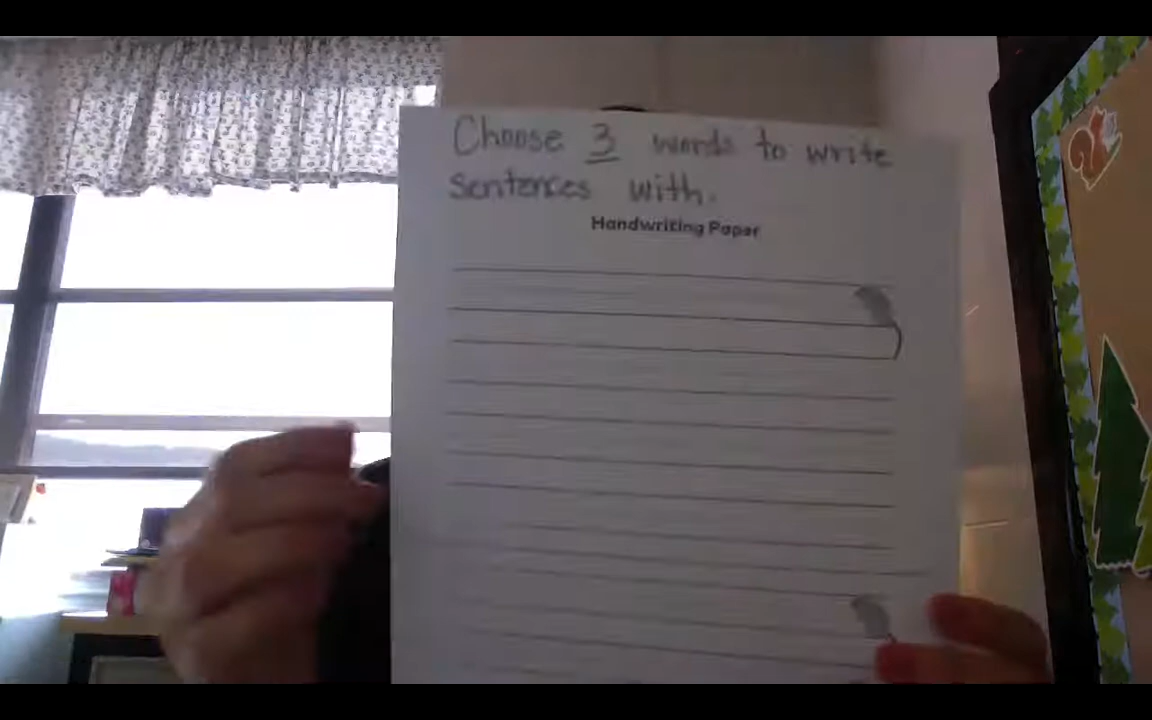 Choose 3 words to write
sentences with.
Handwriting Paper